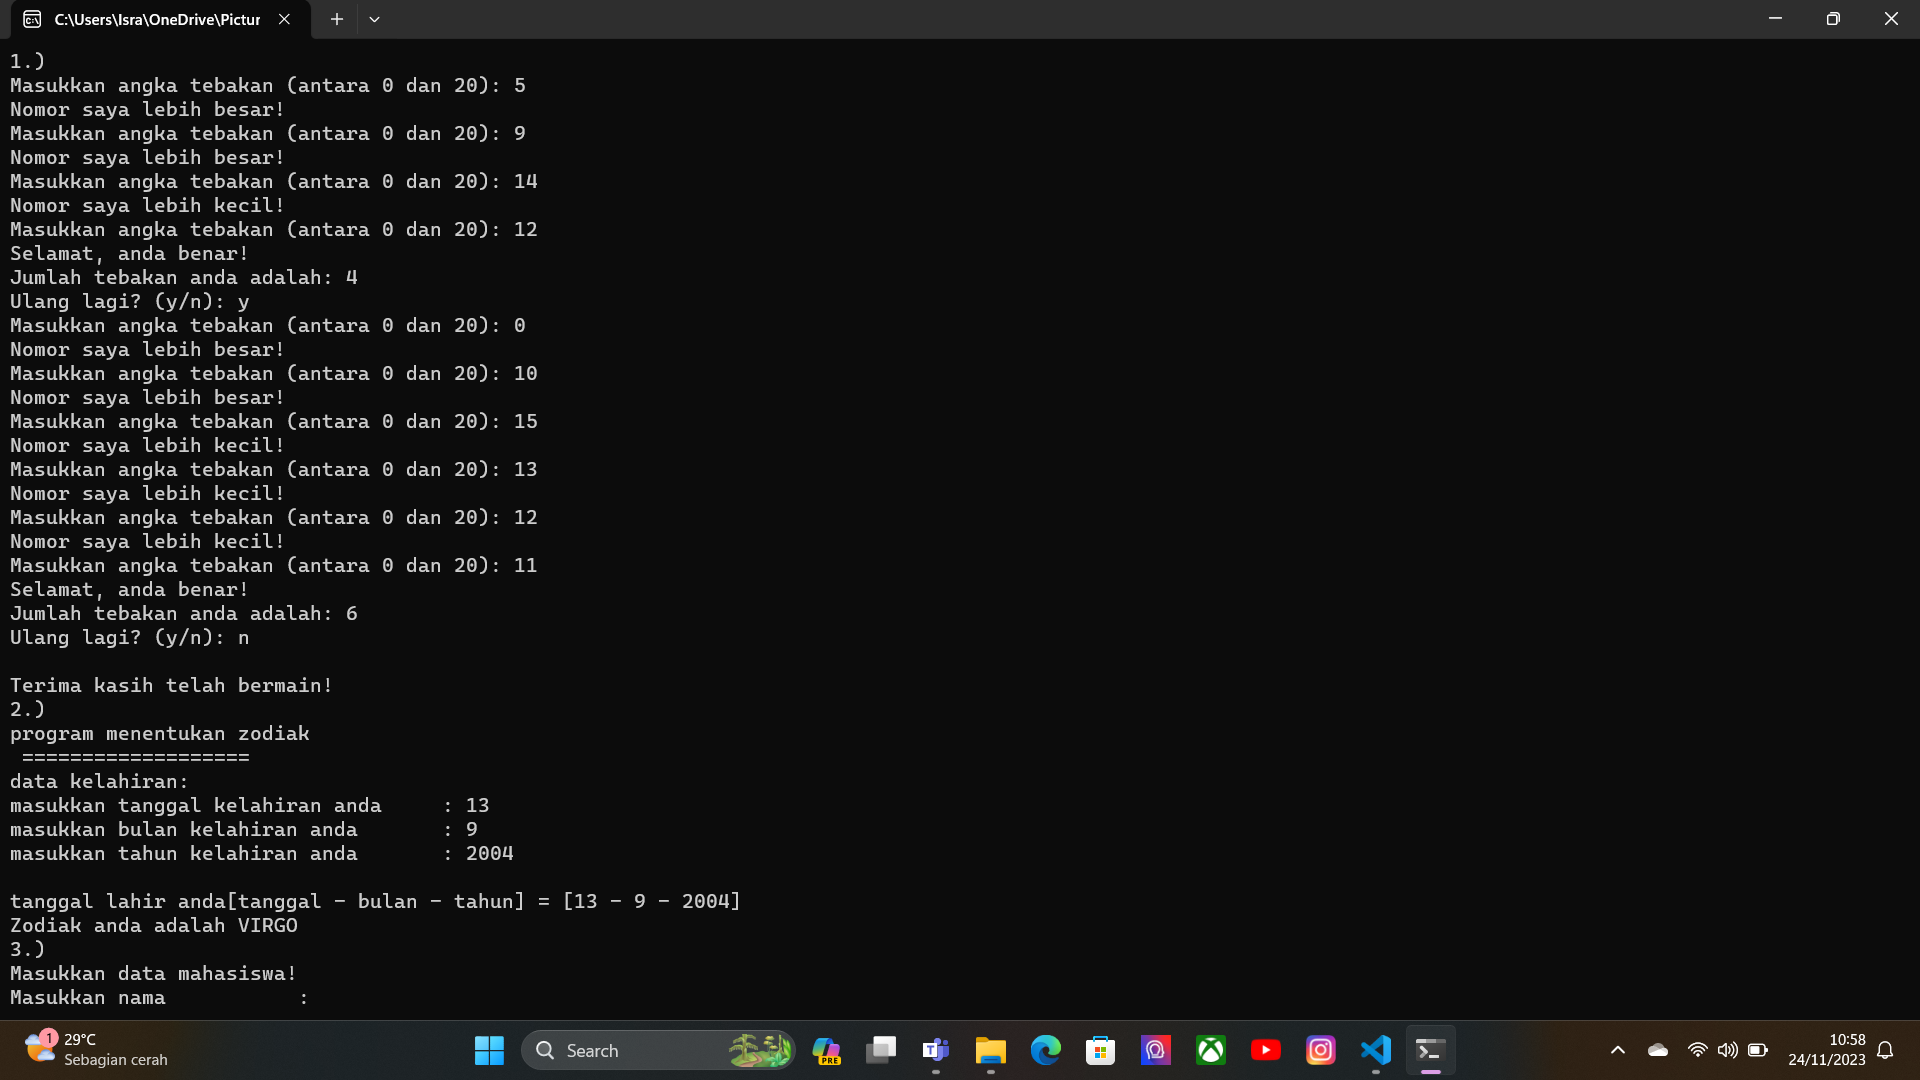 C:\Users\Isra\OneDrive\Pictur
1.)
Masukkan angka tebakan (antara 0 dan 20): 5
Nomor saya lebih besar!
Masukkan angka tebakan (antara 0 dan 20): 9
Nomor saya lebih besar!
Masukkan angka tebakan (antara 0 dan 20): 14
Nomor saya lebih kecil!
Masukkan angka tebakan (antara 0 dan 20): 12
Selamat, anda benar!
Jumlah tebakan anda adalah: 4
Ulang lagi? (y/n): y
Masukkan angka tebakan (antara 0 dan 20): 0
Nomor saya lebih besar!
Masukkan angka tebakan (antara 0 dan 20): 10
Nomor saya lebih besar!
Masukkan angka tebakan (antara 0 dan 20): 15
Nomor saya lebih kecil!
Masukkan angka tebakan (antara 0 dan 20): 13
Nomor saya lebih kecil!
Masukkan angka tebakan (antara 0 dan 20): 12
Nomor saya lebih kecil!
Masukkan angka tebakan (antara 0 dan 20): 11
Selamat, anda benar!
Jumlah tebakan anda adalah: 6
Ulang lagi? (y/n): n

Terima kasih telah bermain!
2.)
program menentukan zodiak
 ===================
data kelahiran:
masukkan tanggal kelahiran anda     : 13
masukkan bulan kelahiran anda       : 9
masukkan tahun kelahiran anda       : 2004

tanggal lahir anda[tanggal - bulan - tahun] = [13 - 9 - 2004]
Zodiak anda adalah VIRGO
3.)
Masukkan data mahasiswa!
Masukkan nama           :
1
29°C
Sebagian cerah
Search
PRE
10:58
24/11/2023